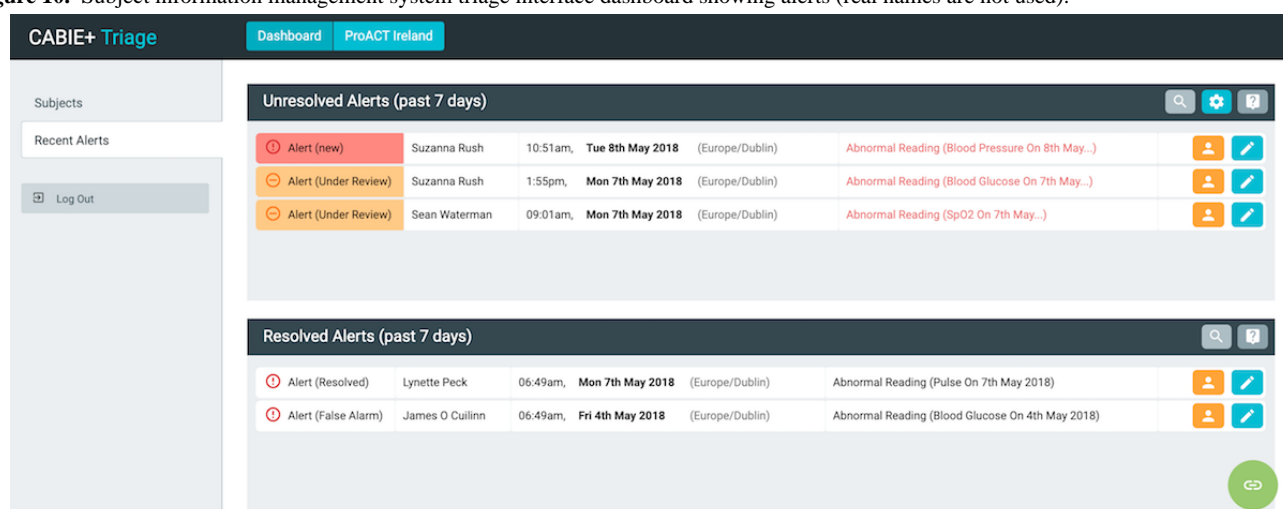 Figure 10. Subject information management system triage interface dashboard showing alerts (real names are not used).
CABIE+ Triage
Dashboard ProACT Ireland
Subjects
Recent Alerts
Log Out
Unresolved Alerts (past 7 days)
Alert (new) Suzanna Rush 10:51am, Tue 8th May 2018 (Europe/Dublin) Abnormal Reading (Blood Pressure On 8th May...)
Alert (Under Review) Suzanna Rush 1:55pm, Mon 7th May 2018 (Europe/Dublin) Abnormal Reading (Blood Glucose On 7th May...)
Alert (Under Review) Sean Waterman 09:01am, Mon 7th May 2018 (Europe/Dublin) Abnormal Reading (SpO2 On 7th May...)
Resolved Alerts (past 7 days)
Alert (Resolved) Lynette Peck 06:49am, Mon 7th May 2018 (Europe/Dublin) Abnormal Reading (Pulse On 7th May 2018)
Alert (False Alarm) James O Cuilinn 06:49am, Fri 4th May 2018 (Europe/Dublin) Abnormal Reading (Blood Glucose On 4th May 2018)